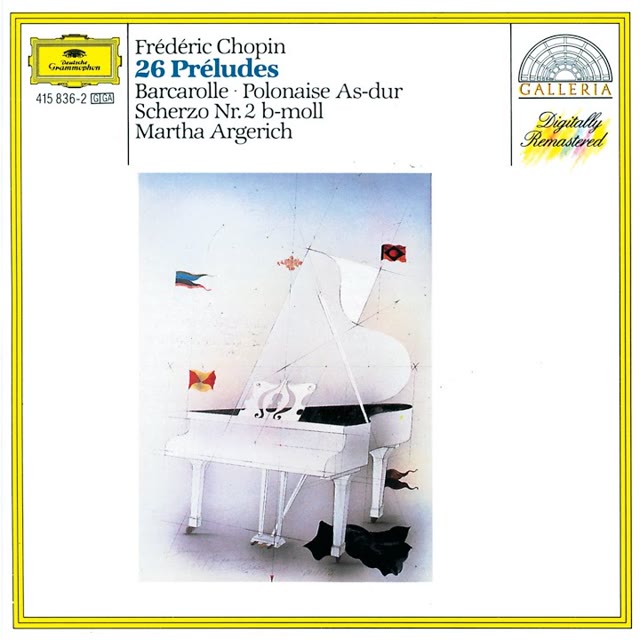 Deutsche
Grammophon
415 836-2 G GA
Frédéric Chopin
26 Préludes
Barcarolle · Polonaise As-dur
Scherzo Nr. 2 b-moll
Martha Argerich
GALLERIA
Digitally
Remastered